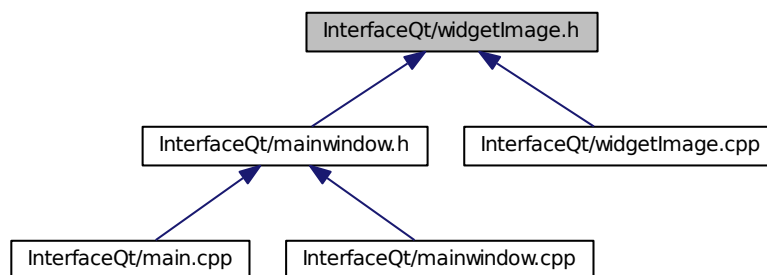 InterfaceQt/widgetImage.h
InterfaceQt/mainwindow.h
InterfaceQt/widgetImage.cpp
InterfaceQt/main.cpp
InterfaceQt/mainwindow.cpp